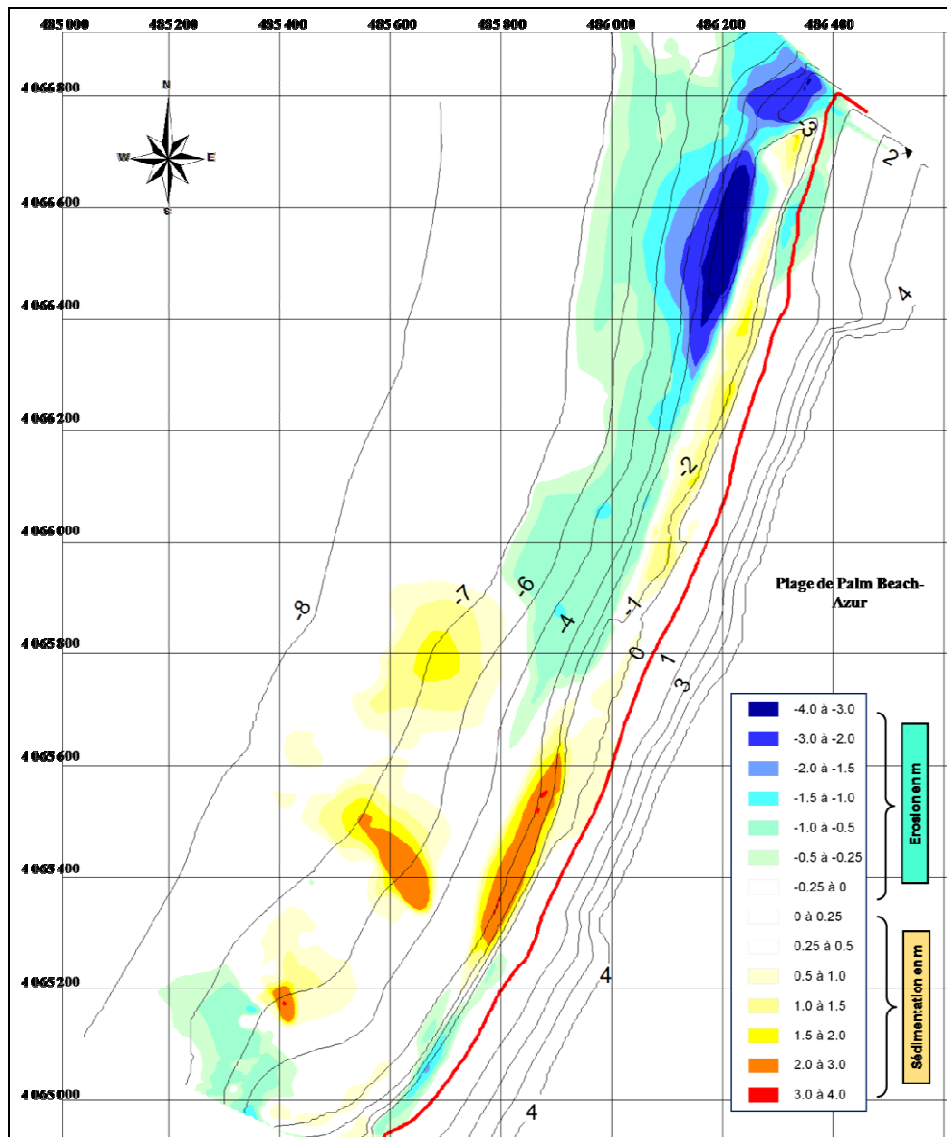 485 000 485 200 485 400 485 600 485 800 486 000 486 200 486 400
4 066 800
4 066 600
4 066 400
4 066 200
4 066 000
4 065 800
4 065 600
4 065 400
4 065 200
4 065 000
N
W E
S
-3
2
4
-2
-8
-7
-6
-4
-1
0
1
3
4
4
Plage de Palm Beach-
Azur
-4.0 à -3.0
-3.0 à -2.0
-2.0 à -1.5
-1.5 à -1.0
-1.0 à -0.5
-0.5 à -0.25
-0.25 à 0
0 à 0.25
0.25 à 0.5
0.5 à 1.0
1.0 à 1.5
1.5 à 2.0
2.0 à 3.0
3.0 à 4.0
Erosion en m
Sédimentation en m